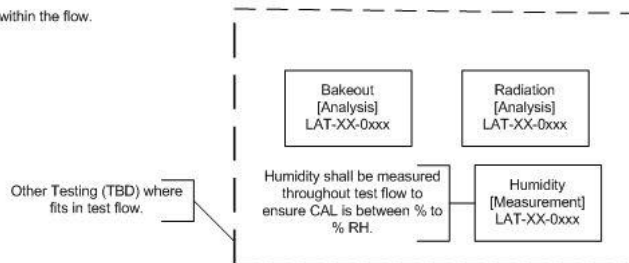 within the flow.
Bakeout
[Analysis]
LAT-XX-0xxx
Radiation
[Analysis]
LAT-XX-0xxx
Other Testing (TBD) where
fits in test flow.
Humidity shall be measured
throughout test flow to
ensure CAL is between % to
% RH.
Humidity
[Measurement]
LAT-XX-0xxx